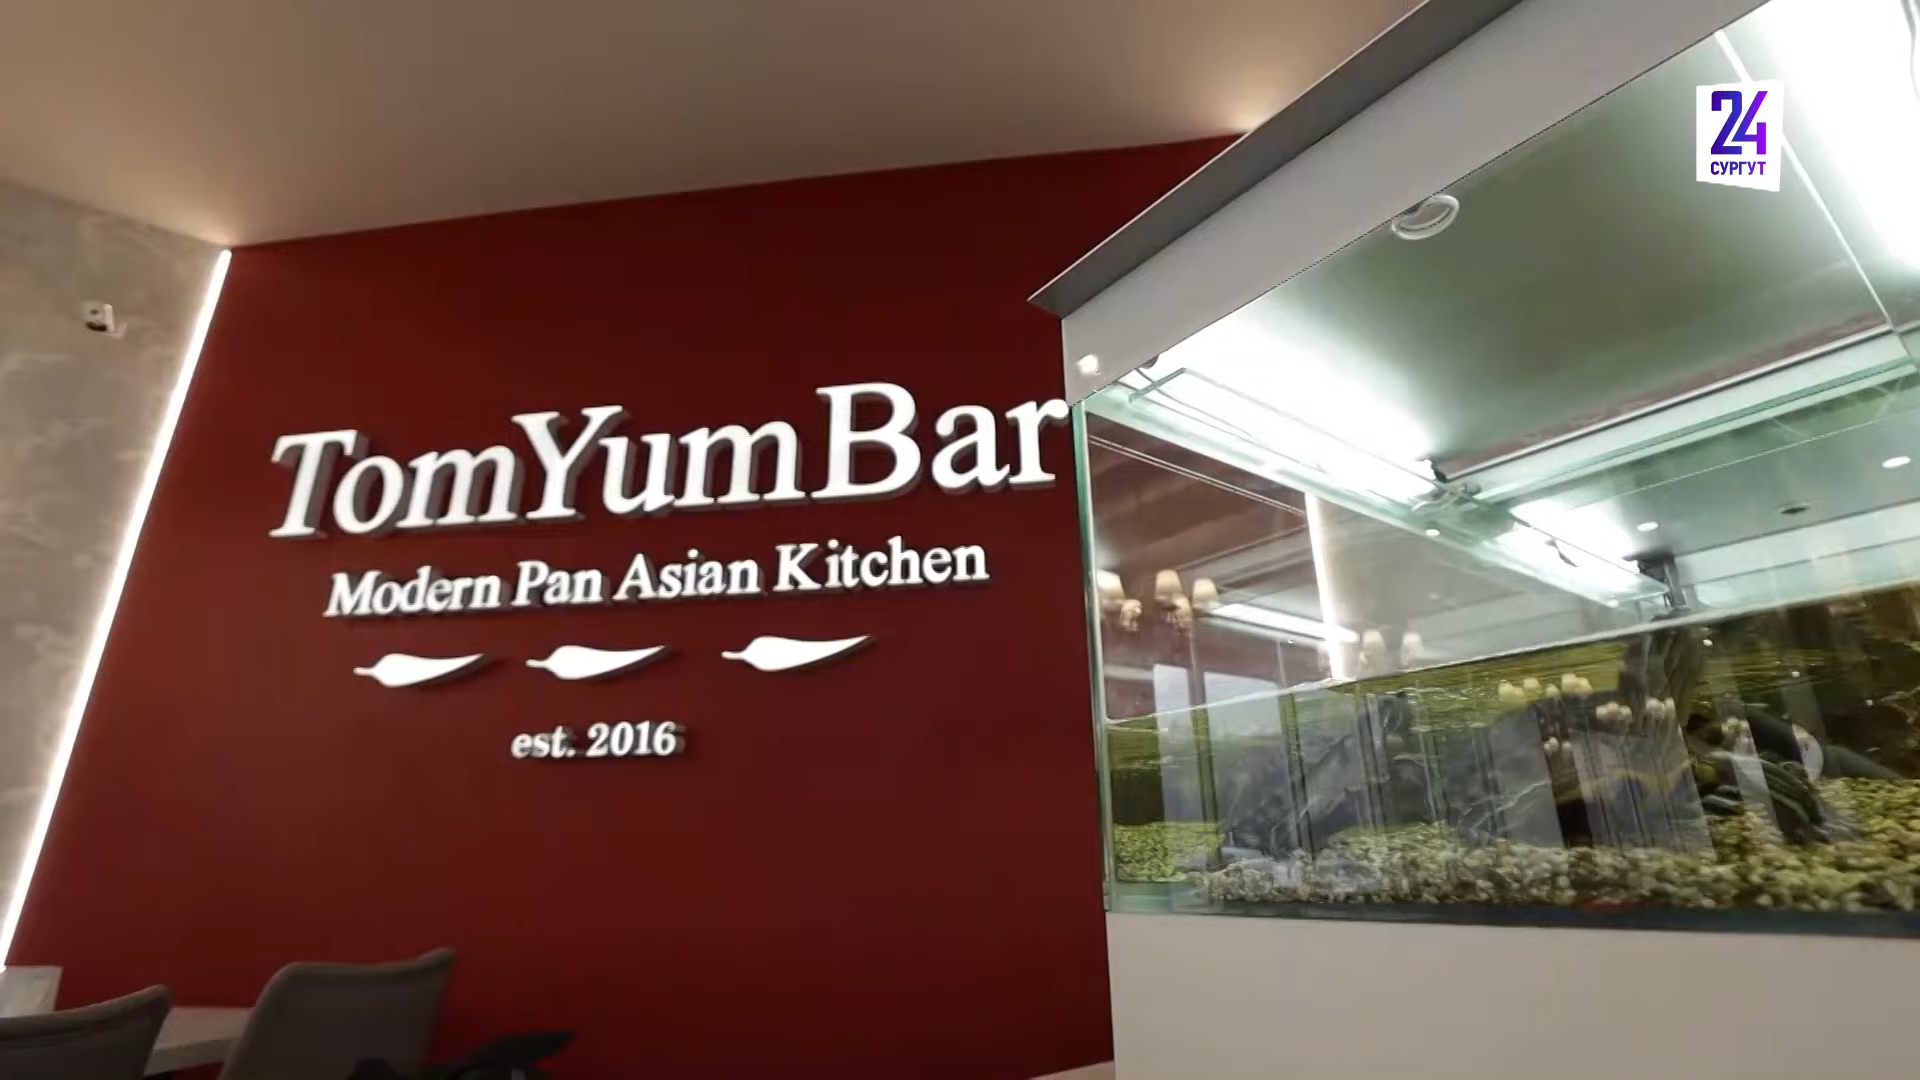 24
СУРГУТ
TomYumBar
Modern Pan Asian Kitchen
est. 2016